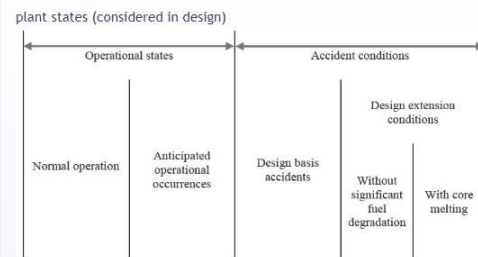 plant states (considered in design)
Operational states
Accident conditions
Normal operation
Anticipated
operational
occurrences
Design basis
accidents
Design extension
conditions
Without
significant
fuel
degradation
With core
melting